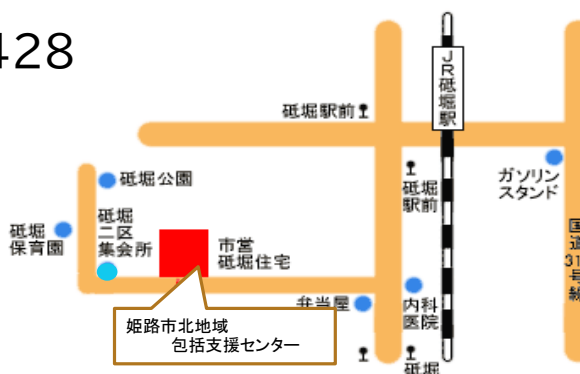 428
JR砥堀駅
砥堀駅前
砥堀公園
砥堀
駅前
ガソリン
スタンド
砥堀
保育園
砥堀
二区
集会所
市営
砥堀住宅
国道31
号線
弁当屋
内科
医院
姫路市北地域
包括支援センター
砥堀